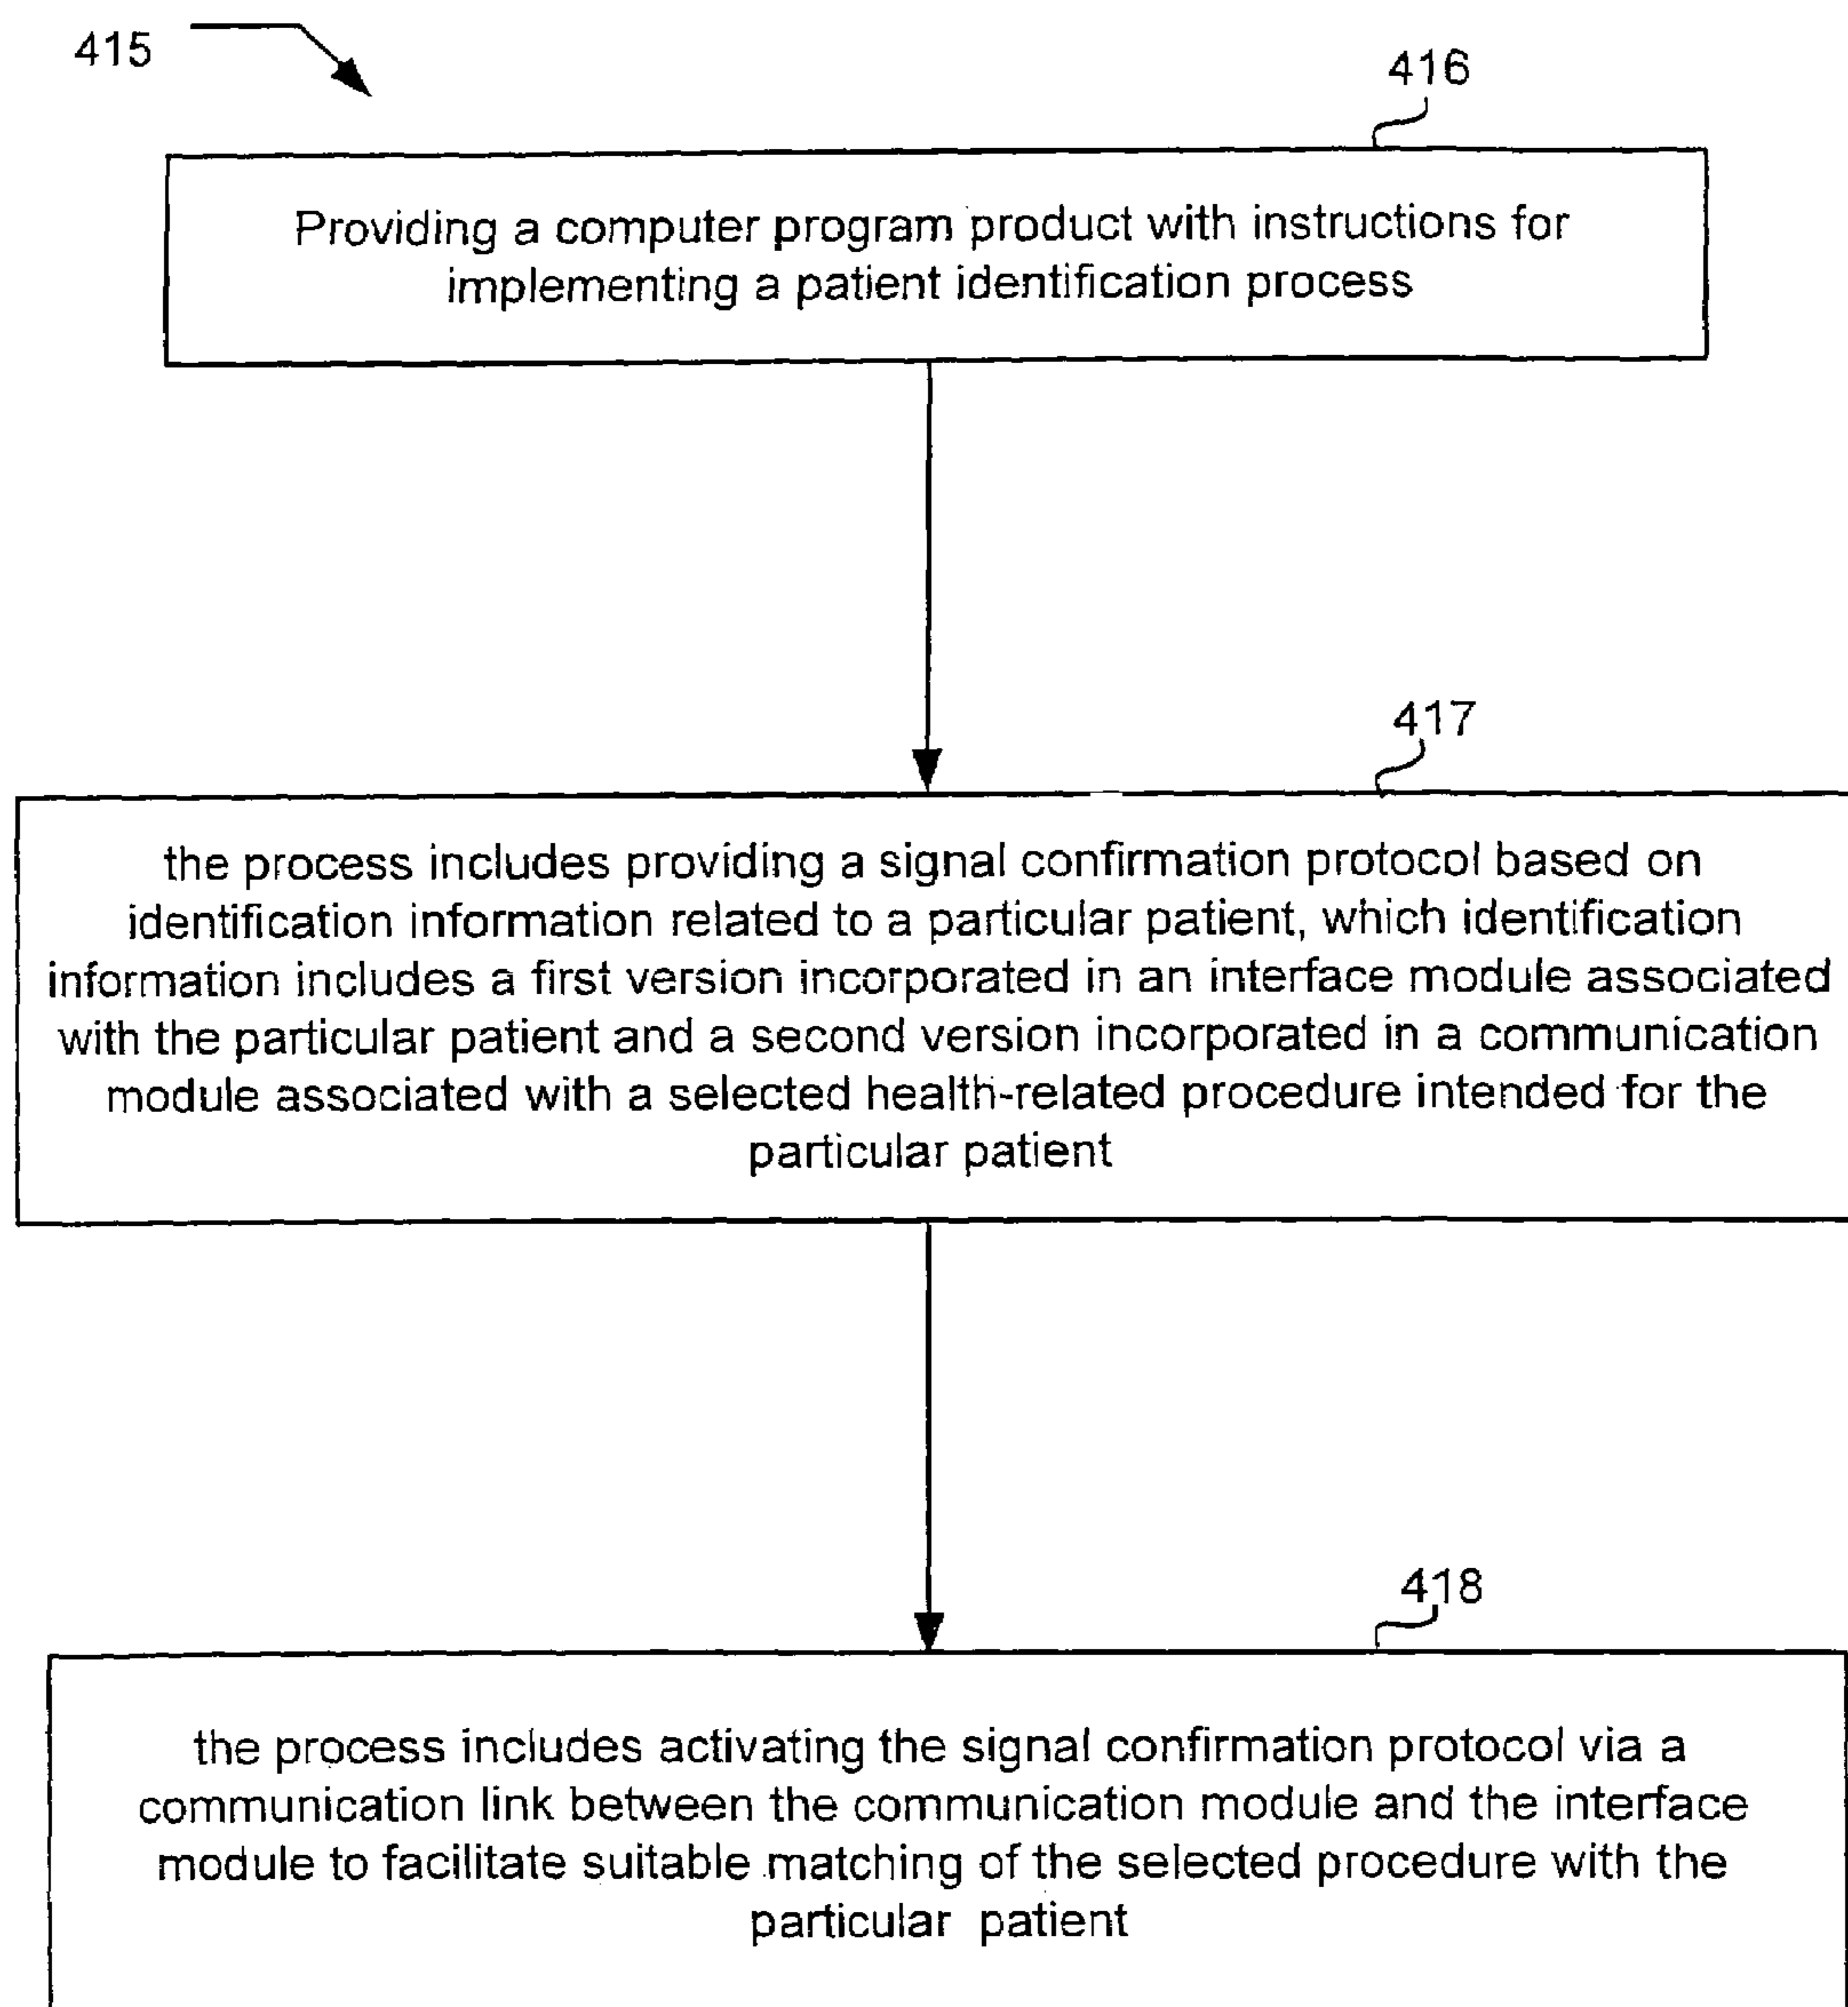 415
416
Providing a computer program product with instructions for
implementing a patient identification process
417
the process includes providing a signal confirmation protocol based on
identification information related to a particular patient, which identification
information includes a first version incorporated in an interface module associated
with the particular patient and a second version incorporated in a communication
module associated with a selected health-related procedure intended for the
particular patient
418
the process includes activating the signal confirmation protocol via a
communication link between the communication module and the interface
module to facilitate suitable matching of the selected procedure with the
particular patient